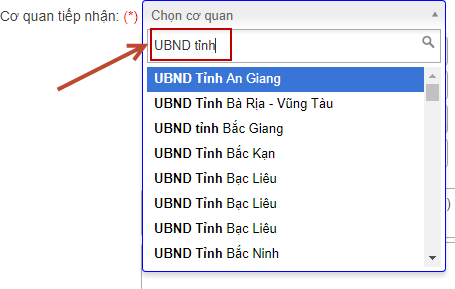 Cơ quan tiếp nhận: (*) Chọn cơ quan
UBND tỉnh
UBND Tỉnh An Giang
UBND Tỉnh Bà Rịa - Vũng Tàu
UBND tỉnh Bắc Giang
UBND Tỉnh Bắc Kạn
UBND Tỉnh Bạc Liêu
UBND Tỉnh Bạc Liêu
UBND Tỉnh Bạc Liêu
UBND Tỉnh Bắc Ninh
)